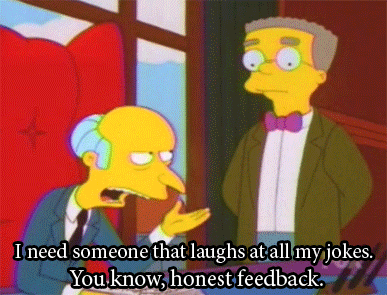 I need someone that laughs at all my jokes.
You know, honest feedback.